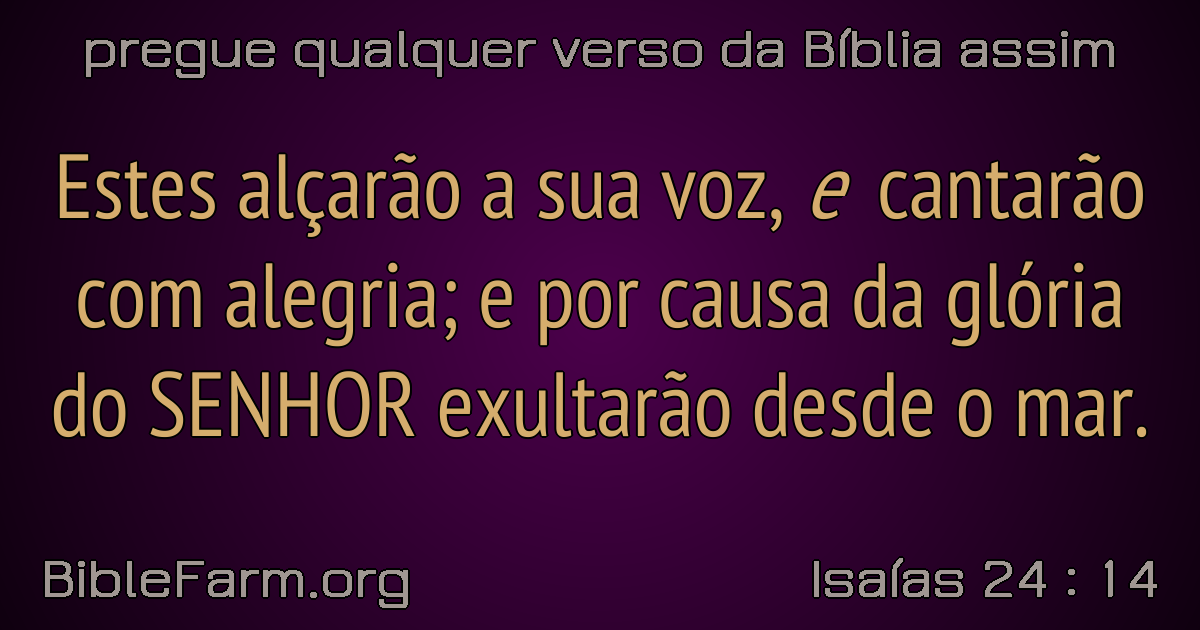 pregue qualquer verso da Bíblia assim
Estes alçarão a sua voz, e cantarão
com alegria; e por causa da glória
do SENHOR exultarão desde o mar.
BibleFarm.org
Isaías 24 : 14